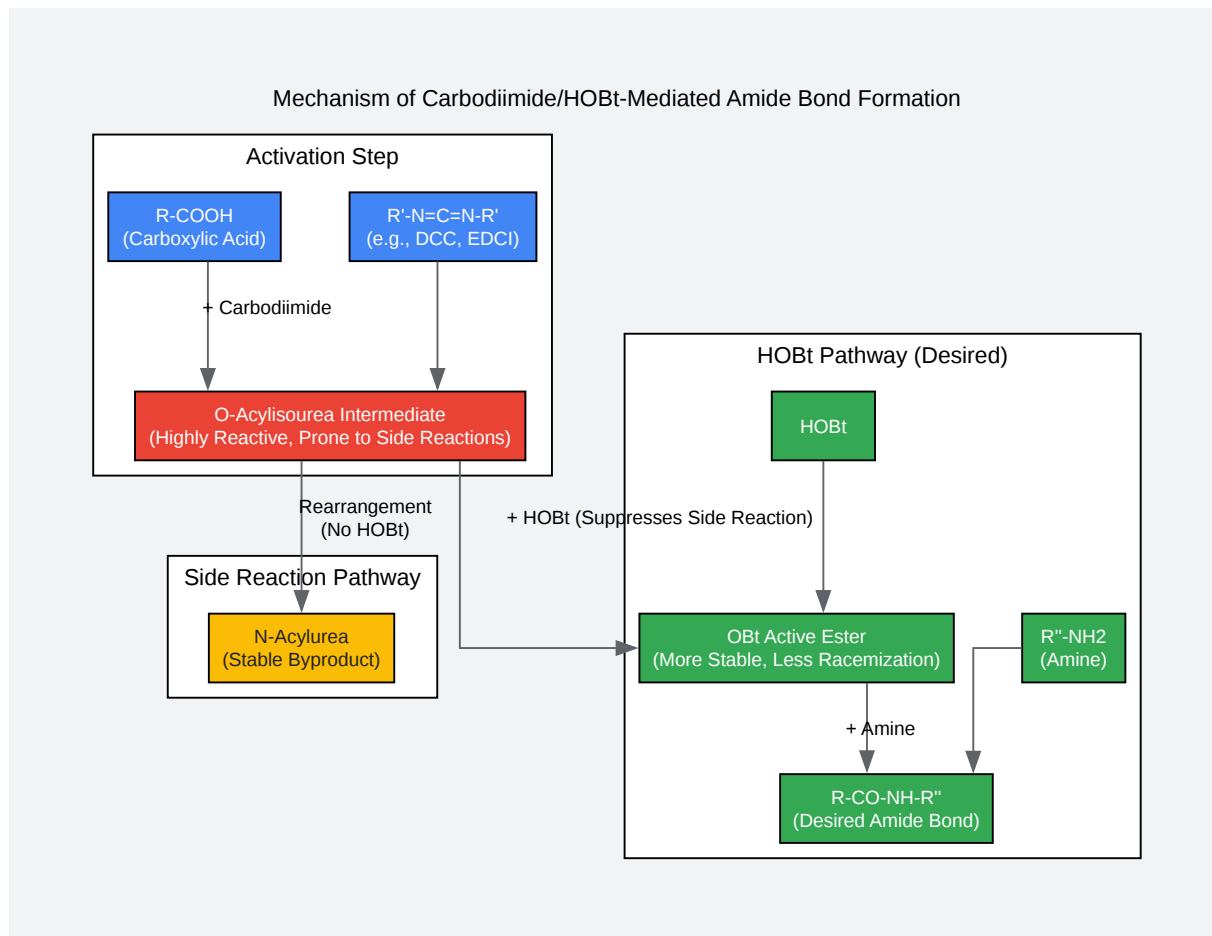 Mechanism of Carbodiimide/HOBt-Mediated Amide Bond Formation
Activation Step
R-COOH
(Carboxylic Acid)
R'-N=C=N-R'
(e.g., DCC, EDCI)
+ Carbodiimide
O-Acylisourea Intermediate
(Highly Reactive, Prone to Side Reactions)
Rearrangement
(No HOBt)
Side Reaction Pathway
N-Acylurea
(Stable Byproduct)
HOBt Pathway (Desired)
HOBt
+ HOBt (Suppresses Side Reaction)
OBt Active Ester
(More Stable, Less Racemization)
R"-NH2
(Amine)
+ Amine
R-CO-NH-R"
(Desired Amide Bond)